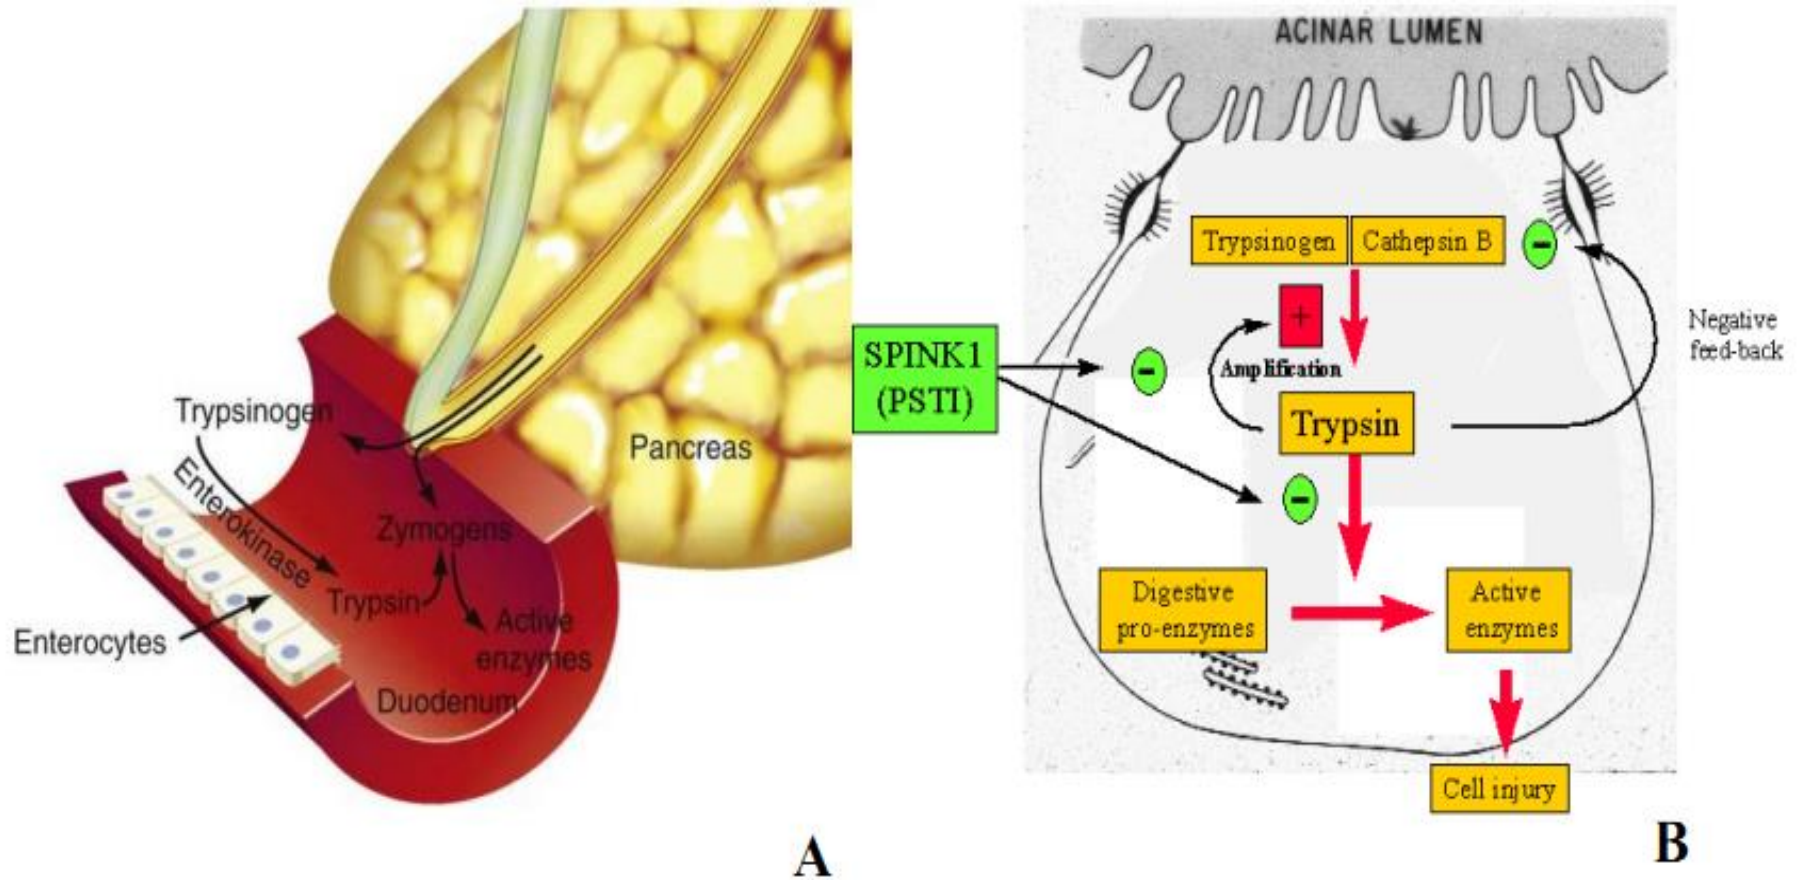 Trypsinogen
Enterokinase
Enterocytes
Zymogens
Trypsin
Active
enzymes
Duodenum
Pancreas
A
ACINAR LUMEN
Trypsinogen
Cathepsin B
-
+
Amplification
Negative
feed-back
SPINK1
(PSTI)
-
Trypsin
-
Digestive
pro-enzymes
Active
enzymes
Cell injury
B